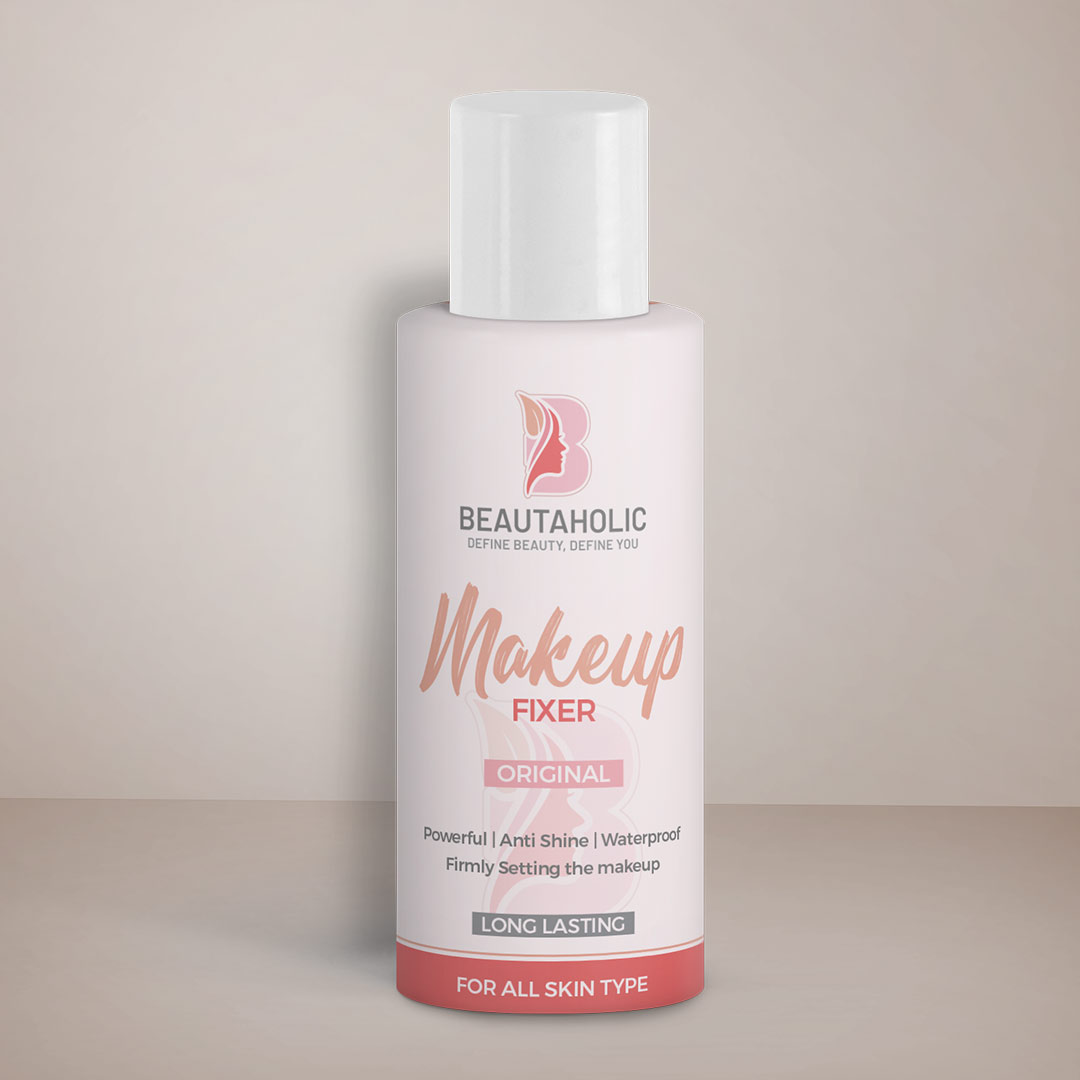 BEAUTAHOLIC
DEFINE BEAUTY, DEFINE YOU
Makeup
FIXER
ORIGINAL
Powerful | Anti Shine | Waterproof
Firmly Setting the makeup
LONG LASTING
FOR ALL SKIN TYPE